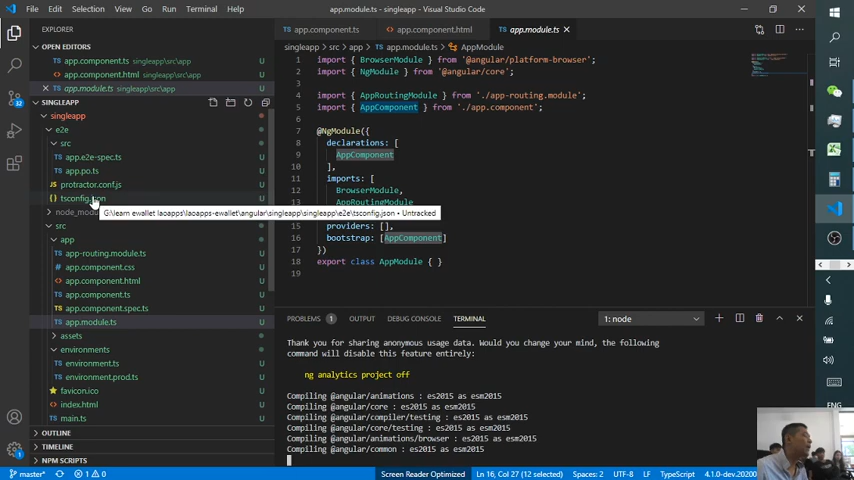 File Edit Selection View Go Run Terminal Help
app.module.ts - singleapp - Visual Studio Code
EXPLORER
OPEN EDITORS
TS app.component.ts singleapp\src\app U
<> app.component.html singleapp\src\app U
TS app.module.ts singleapp\src\app U
SINGLEAPP
singleapp
e2e
src
TS app.e2e-spec.ts U
TS app.po.ts U
protractor.conf.js U
{} tsconfig.json U
G:\learn ewallet laoapps\laoapps-ewallet\angular\singleapp\singleapp\e2e\tsconfig.json • Untracked
src
app
TS app-routing.module.ts U
app.component.css U
<> app.component.html U
TS app.component.ts U
TS app.component.spec.ts U
TS app.module.ts U
assets
environments
TS environment.ts U
TS environment.prod.ts U
favicon.ico U
<> index.html U
TS main.ts U
OUTLINE
TIMELINE
NPM SCRIPTS
TS app.component.ts
<> app.component.html
TS app.module.ts
singleapp > src > app > TS app.module.ts > AppModule
1 import { BrowserModule } from '@angular/platform-browser';
2 import { NgModule } from '@angular/core';
3
4 import { AppRoutingModule } from './app-routing.module';
5 import { AppComponent } from './app.component';
6
7 @NgModule({
8 declarations: [
9 AppComponent
10 ],
11 imports: [
12 BrowserModule,
AppRoutingModule
15 providers: [],
16 bootstrap: [AppComponent]
17 })
18 export class AppModule { }
19
PROBLEMS 1 OUTPUT DEBUG CONSOLE TERMINAL
1: node
Thank you for sharing anonymous usage data. Would you change your mind, the following
command will disable this feature entirely:
ng analytics project off
Compiling @angular/animations : es2015 as esm2015
Compiling @angular/core : es2015 as esm2015
Compiling @angular/compiler/testing : es2015 as esm2015
Compiling @angular/core/testing : es2015 as esm2015
Compiling @angular/animations/browser : es2015 as esm2015
Compiling @angular/common : es2015 as esm2015
master* 1 0
Screen Reader Optimized
Ln 16, Col 27 (12 selected)
Spaces: 2
UTF-8
LF
TypeScript
4.1.0-dev.20200
32
1
ENG